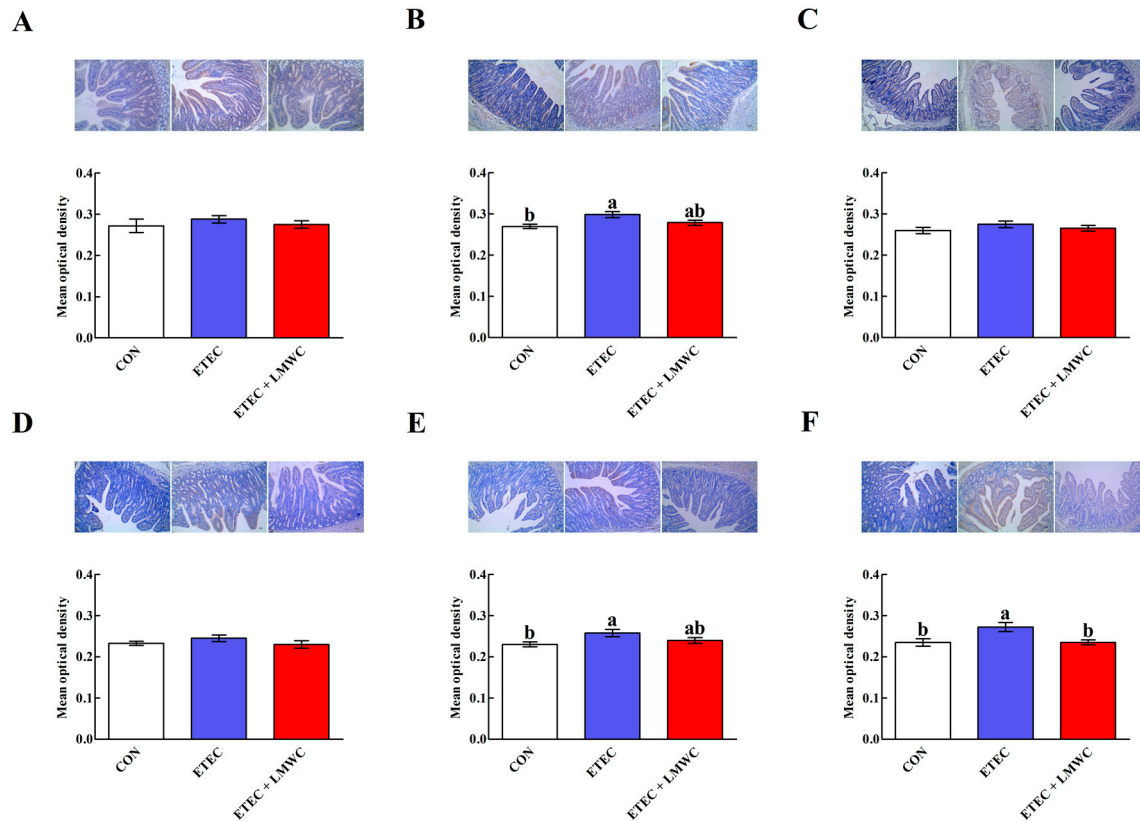 A
B
C
Mean optical density
0.4
0.3
0.2
0.1
0.0
CON
ETEC
ETEC + LMWC
Mean optical density
0.4
0.3
0.2
0.1
0.0
b
a
ab
CON
ETEC
ETEC + LMWC
Mean optical density
0.4
0.3
0.2
0.1
0.0
CON
ETEC
ETEC + LMWC
D
E
F
Mean optical density
0.4
0.3
0.2
0.1
0.0
CON
ETEC
ETEC + LMWC
Mean optical density
0.4
0.3
0.2
0.1
0.0
b
a
ab
CON
ETEC
ETEC + LMWC
Mean optical density
0.4
0.3
0.2
0.1
0.0
b
a
b
CON
ETEC
ETEC + LMWC